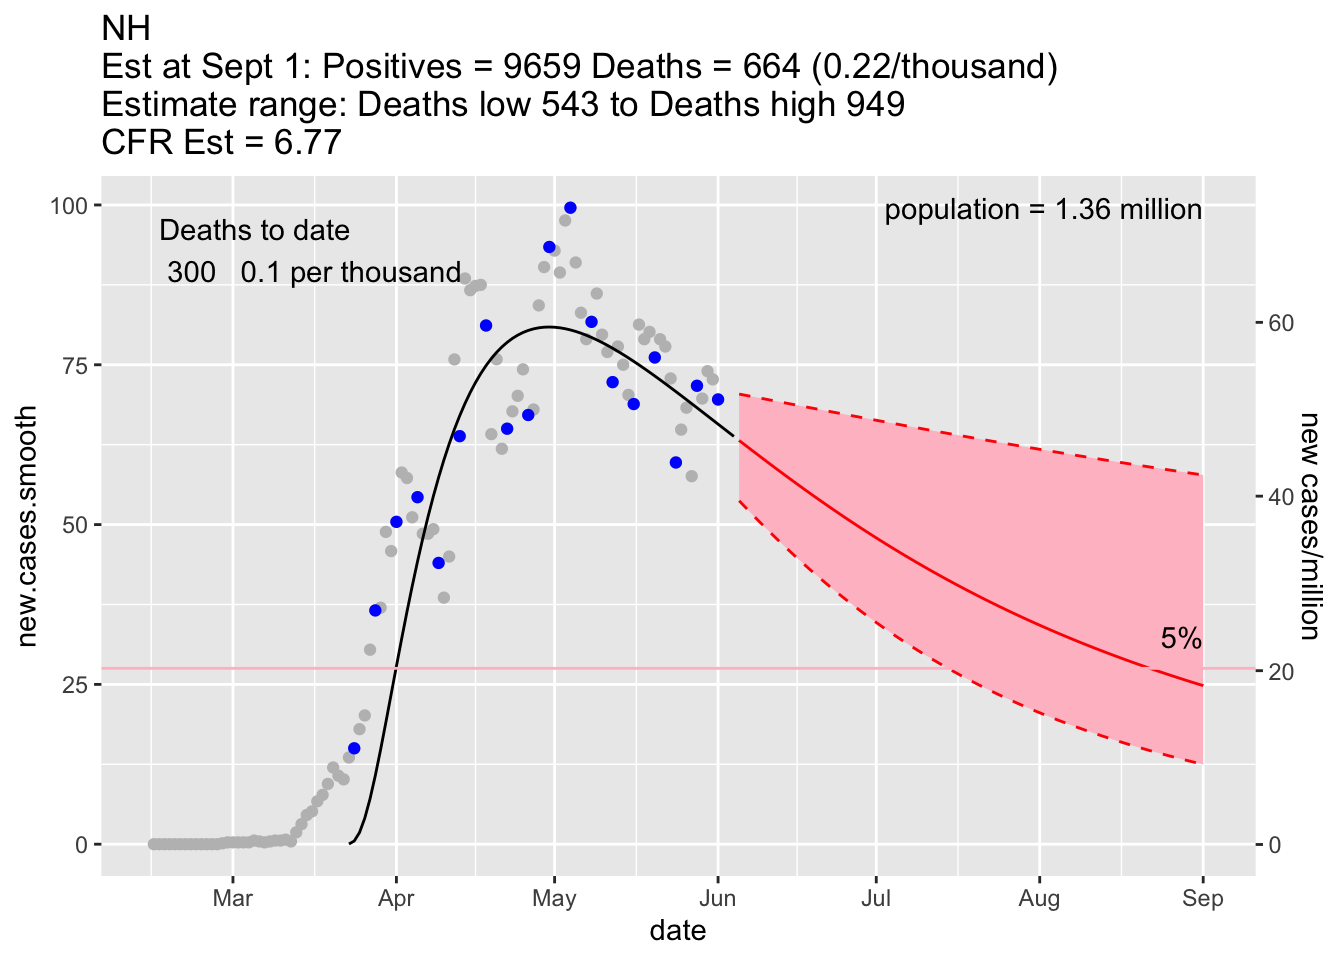 NH
Est at Sept 1: Positives = 9659 Deaths = 664 (0.22/thousand)
Estimate range: Deaths low 543 to Deaths high 949
CFR Est = 6.77
100
75
50
25
0
new.cases.smooth
Deaths to date
300 0.1 per thousand
population = 1.36 million
5%
60
40
20
0
new cases/million
Mar Apr May Jun Jul Aug Sep
date